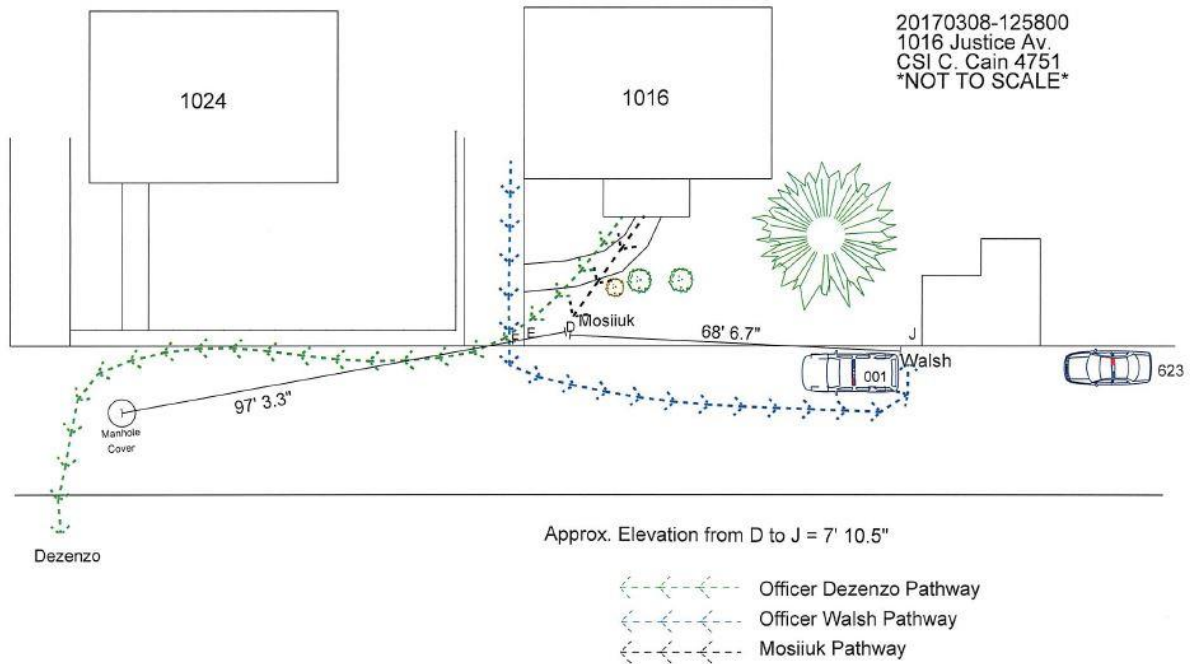 20170308-125800
1016 Justice Av.
CSI C. Cain 4751
*NOT TO SCALE*
1024
1016
E
E
D
Mosiiuk
68' 6.7"
J
Walsh
001
623
97' 3.3"
Manhole
Cover
Dezenzo
Approx. Elevation from D to J = 7' 10.5"
Officer Dezenzo Pathway
Officer Walsh Pathway
Mosiiuk Pathway